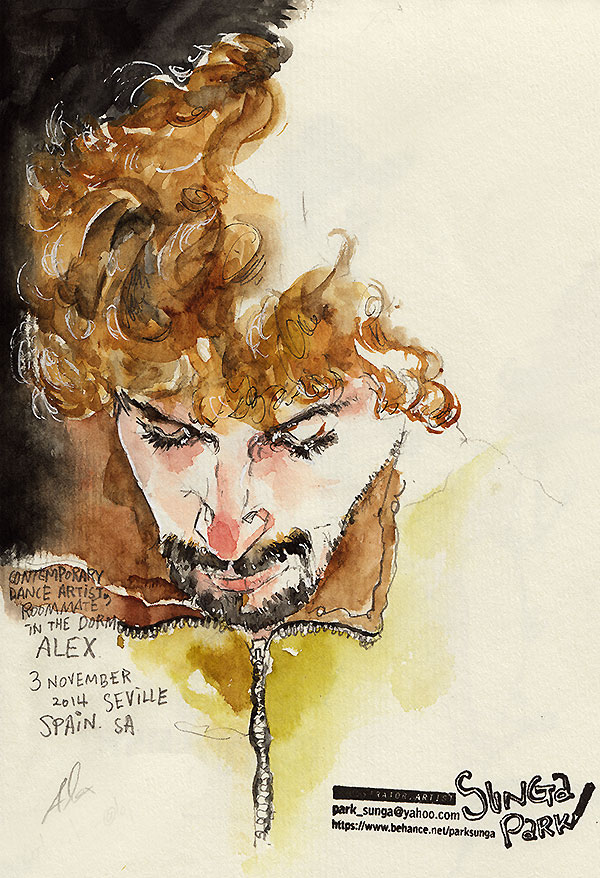 CONTEMPORARY
DANCE ARTIST,
"ROOMMATE"
IN THE DORM
ALEX.
3 NOVEMBER
2014 SEVILLE
SPAIN. SA
Alex
ARTIST
park_sunga@yahoo.com
https://www.behance.net/parksunga
SUNGA
PARK!